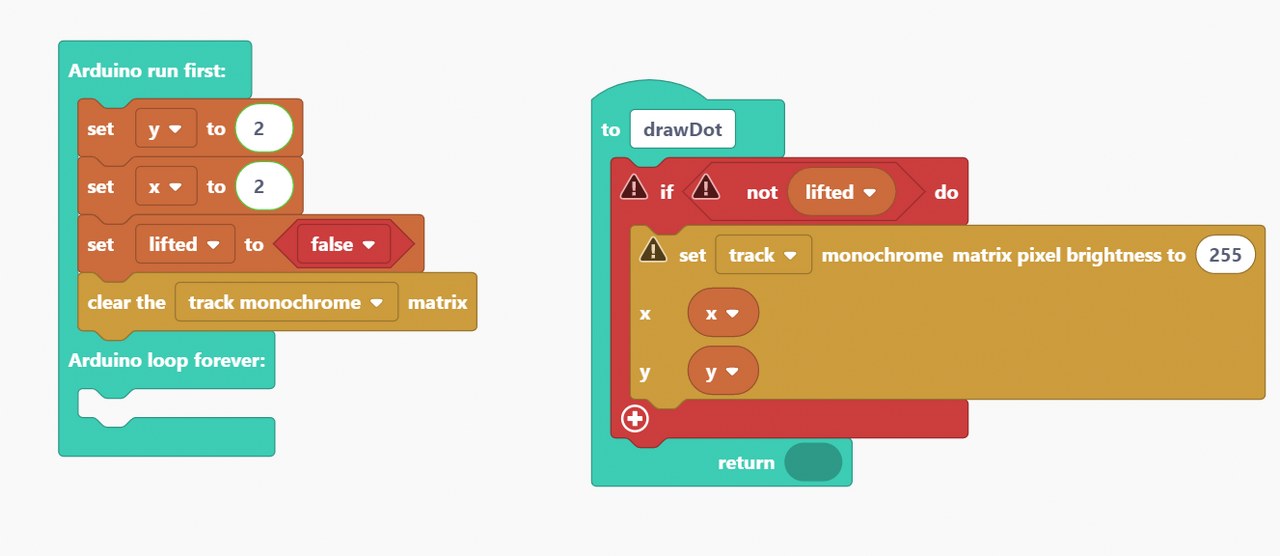 Arduino run first:
set y to 2
set x to 2
set lifted to false
clear the track monochrome matrix
Arduino loop forever:
to drawDot
if not lifted do
set track monochrome matrix pixel brightness to 255
x x
y y
return